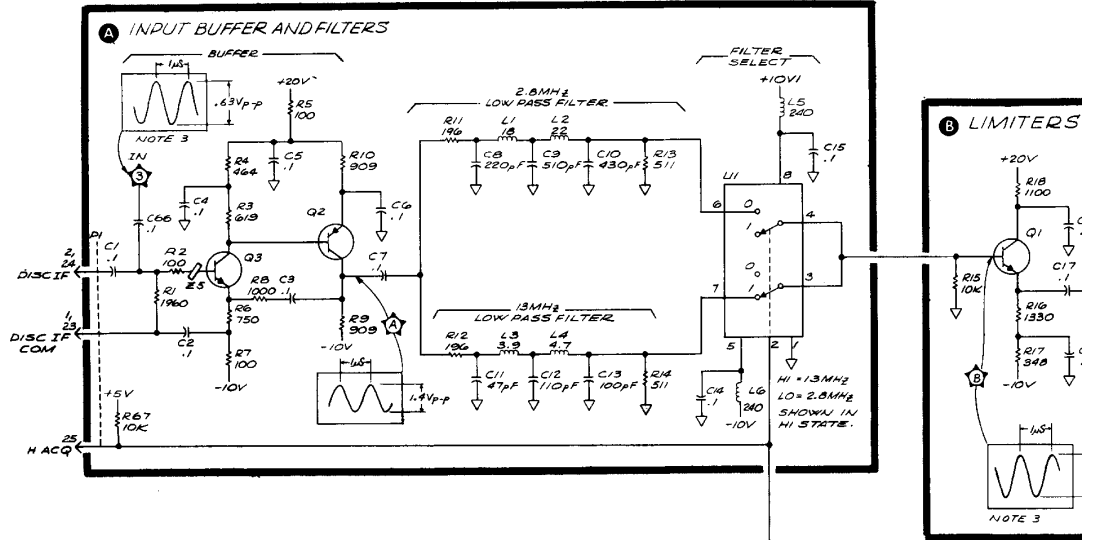 A INPUT BUFFER AND FILTERS
BUFFER
1µS
.63Vp-p
NOTE 3
IN
3
+20V
R5
100
C5
.1
R4
464
R10
909
C4
.1
R3
619
Q2
C6
.1
C66
.1
P1
2,
24
DISC IF
C1
.1
R2
100
Z5
Q3
R1
1960
R8
1000
C3
.1
C7
.1
R6
750
1,
23
DISC IF
COM
C2
.1
R7
100
-10V
R9
909
-10V
A
1µS
1.4Vp-p
+5V
R67
10K
25
H ACQ
2.8MHz
LOW PASS FILTER
R11
196
L1
18
L2
22
C8
220pF
C9
510pF
C10
430pF
R13
511
13MHz
LOW PASS FILTER
R12
196
L3
3.9
L4
4.7
C11
47pF
C12
110pF
C13
100pF
R14
511
FILTER
SELECT
+10V1
L5
240
C15
.1
U1
8
6
0
1
4
0
1
3
7
5
2
1
C14
.1
L6
240
-10V
HI = 13MHz
LO = 2.8MHz
SHOWN IN
HI STATE.
B LIMITERS
+20V
R18
1100
Q1
C
R15
10K
C17
.1
R16
1330
R17
348
C
-10V
B
1µS
NOTE 3